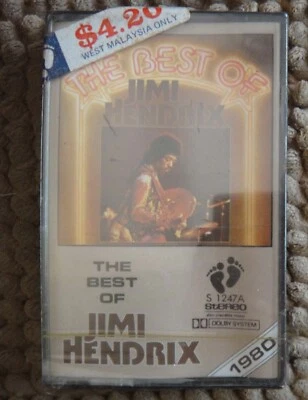 $4.20
WEST MALAYSIA ONLY
THE BEST OF
JIMI
HENDRIX
THE
BEST
OF
JIMI
HENDRIX
S 1247A
STEREO
DOLBY SYSTEM
1980